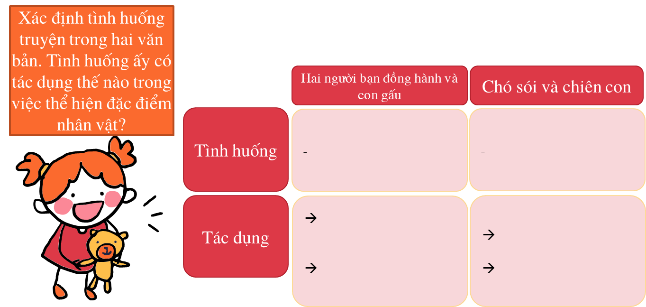 Xác định tình huống
truyện trong hai văn
bản. Tình huống ấy có
tác dụng thế nào trong
việc thể hiện đặc điểm
nhân vật?
Hai người bạn đồng hành và
con gấu
Chó sói và chiên con
Tình huống
-
-
Tác dụng
→
→
→
→